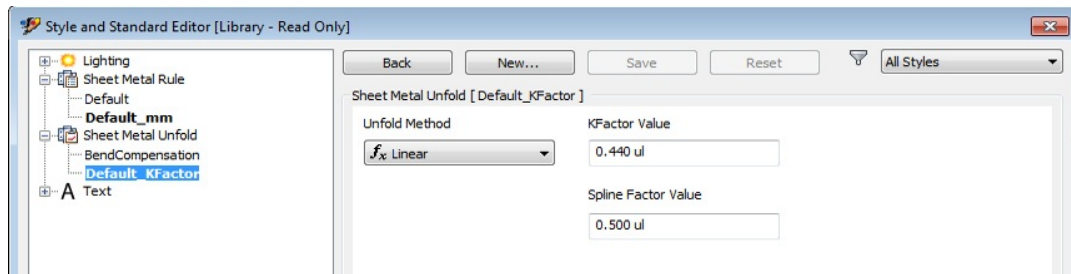 Style and Standard Editor [Library - Read Only]
Lighting
Sheet Metal Rule
Default
Default_mm
Sheet Metal Unfold
BendCompensation
Default_KFactor
A Text
Back New... Save Reset All Styles
Sheet Metal Unfold [ Default_KFactor ]
Unfold Method KFactor Value
fx Linear 0.440 ul
Spline Factor Value
0.500 ul